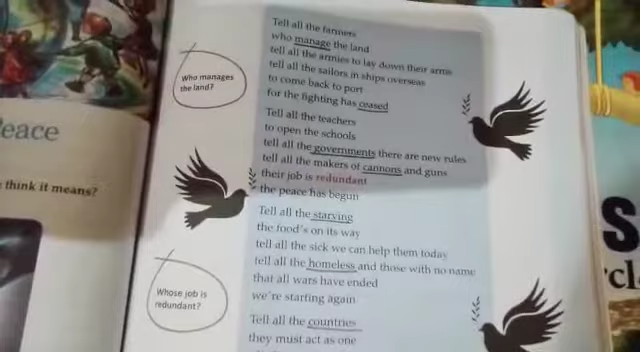 Tell all the farmers
who manage the land
tell all the armies to lay down their arms
tell all the sailors in ships overseas
to come back to port
for the fighting has ceased
Who manages
the land?
Tell all the teachers
to open the schools
tell all the governments there are new rules
tell all the makers of cannons and guns
their job is redundant
the peace has begun
Tell all the starving
the food's on its way
tell all the sick we can help them today
tell all the homeless and those with no name
that all wars have ended
we're starting again
Whose job is
redundant?
Tell all the countries
they must act as one
eace
think it means?
S
cl